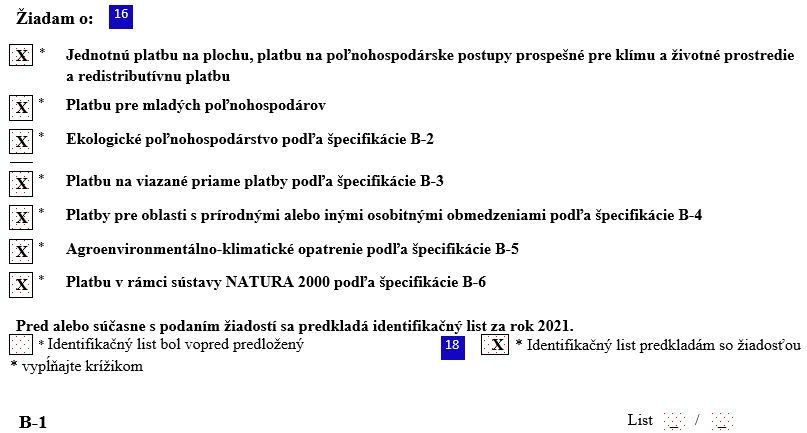 Žiadam o: 16
X * Jednotnú platbu na plochu, platbu na poľnohospodárske postupy prospešné pre klímu a životné prostredie
a redistributívnu platbu
X * Platbu pre mladých poľnohospodárov
X * Ekologické poľnohospodárstvo podľa špecifikácie B-2
X * Platbu na viazané priame platby podľa špecifikácie B-3
X * Platby pre oblasti s prírodnými alebo inými osobitnými obmedzeniami podľa špecifikácie B-4
X * Agroenvironmentálno-klimatické opatrenie podľa špecifikácie B-5
X * Platbu v rámci sústavy NATURA 2000 podľa špecifikácie B-6
Pred alebo súčasne s podaním žiadostí sa predkladá identifikačný list za rok 2021.
* Identifikačný list bol vopred predložený 18 X * Identifikačný list predkladám so žiadosťou
* vypĺňajte krížikom
B-1 List _ / _